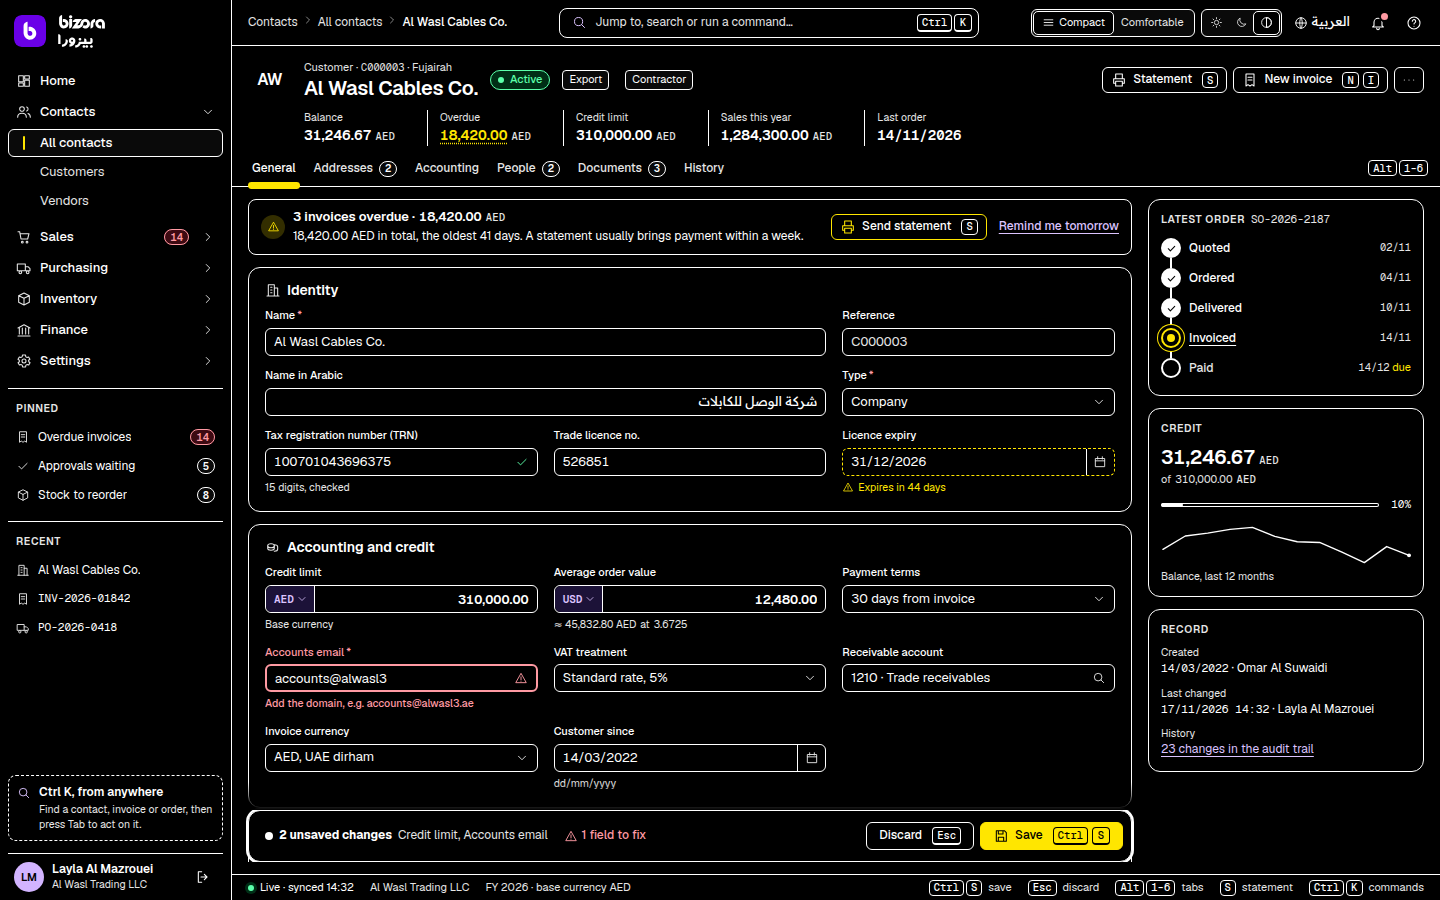 bizora
بيزورا
Home
Contacts
All contacts
Customers
Vendors
Sales 14
Purchasing
Inventory
Finance
Settings
PINNED
Overdue invoices 14
Approvals waiting 5
Stock to reorder 8
RECENT
Al Wasl Cables Co.
INV-2026-01842
PO-2026-0418
Ctrl K, from anywhere
Find a contact, invoice or order, then
press Tab to act on it.
LM Layla Al Mazrouei
Al Wasl Trading LLC
Contacts All contacts Al Wasl Cables Co.
Jump to, search or run a command... Ctrl K
Compact Comfortable
العربية
AW
Customer · C000003 · Fujairah
Al Wasl Cables Co. Active Export Contractor
Statement S New invoice N I ...
Balance Overdue Credit limit Sales this year Last order
31,246.67 AED 18,420.00 AED 310,000.00 AED 1,284,300.00 AED 14/11/2026
General Addresses 2 Accounting People 2 Documents 3 History Alt 1–6
3 invoices overdue · 18,420.00 AED
18,420.00 AED in total, the oldest 41 days. A statement usually brings payment within a week.
Send statement S Remind me tomorrow
Identity
Name * Reference
Al Wasl Cables Co. C000003
Name in Arabic Type *
شركة الوصل للكابلات Company
Tax registration number (TRN) Trade licence no. Licence expiry
100701043696375 526851 31/12/2026
15 digits, checked Expires in 44 days
Accounting and credit
Credit limit Average order value Payment terms
AED 310,000.00 USD 12,480.00 30 days from invoice
Base currency ≈ 45,832.80 AED at 3.6725
Accounts email * VAT treatment Receivable account
accounts@alwasl3 Standard rate, 5% 1210 · Trade receivables
Add the domain, e.g. accounts@alwasl3.ae
Invoice currency Customer since
AED, UAE dirham 14/03/2022
dd/mm/yyyy
2 unsaved changes Credit limit, Accounts email 1 field to fix Discard Esc Save Ctrl S
LATEST ORDER SO-2026-2187
Quoted 02/11
Ordered 04/11
Delivered 10/11
Invoiced 14/11
Paid 14/12 due
CREDIT
31,246.67 AED
of 310,000.00 AED
10%
Balance, last 12 months
RECORD
Created
14/03/2022 · Omar Al Suwaidi
Last changed
17/11/2026 14:32 · Layla Al Mazrouei
History
23 changes in the audit trail
Live · synced 14:32 Al Wasl Trading LLC FY 2026 · base currency AED
Ctrl S save Esc discard Alt 1–6 tabs S statement Ctrl K commands